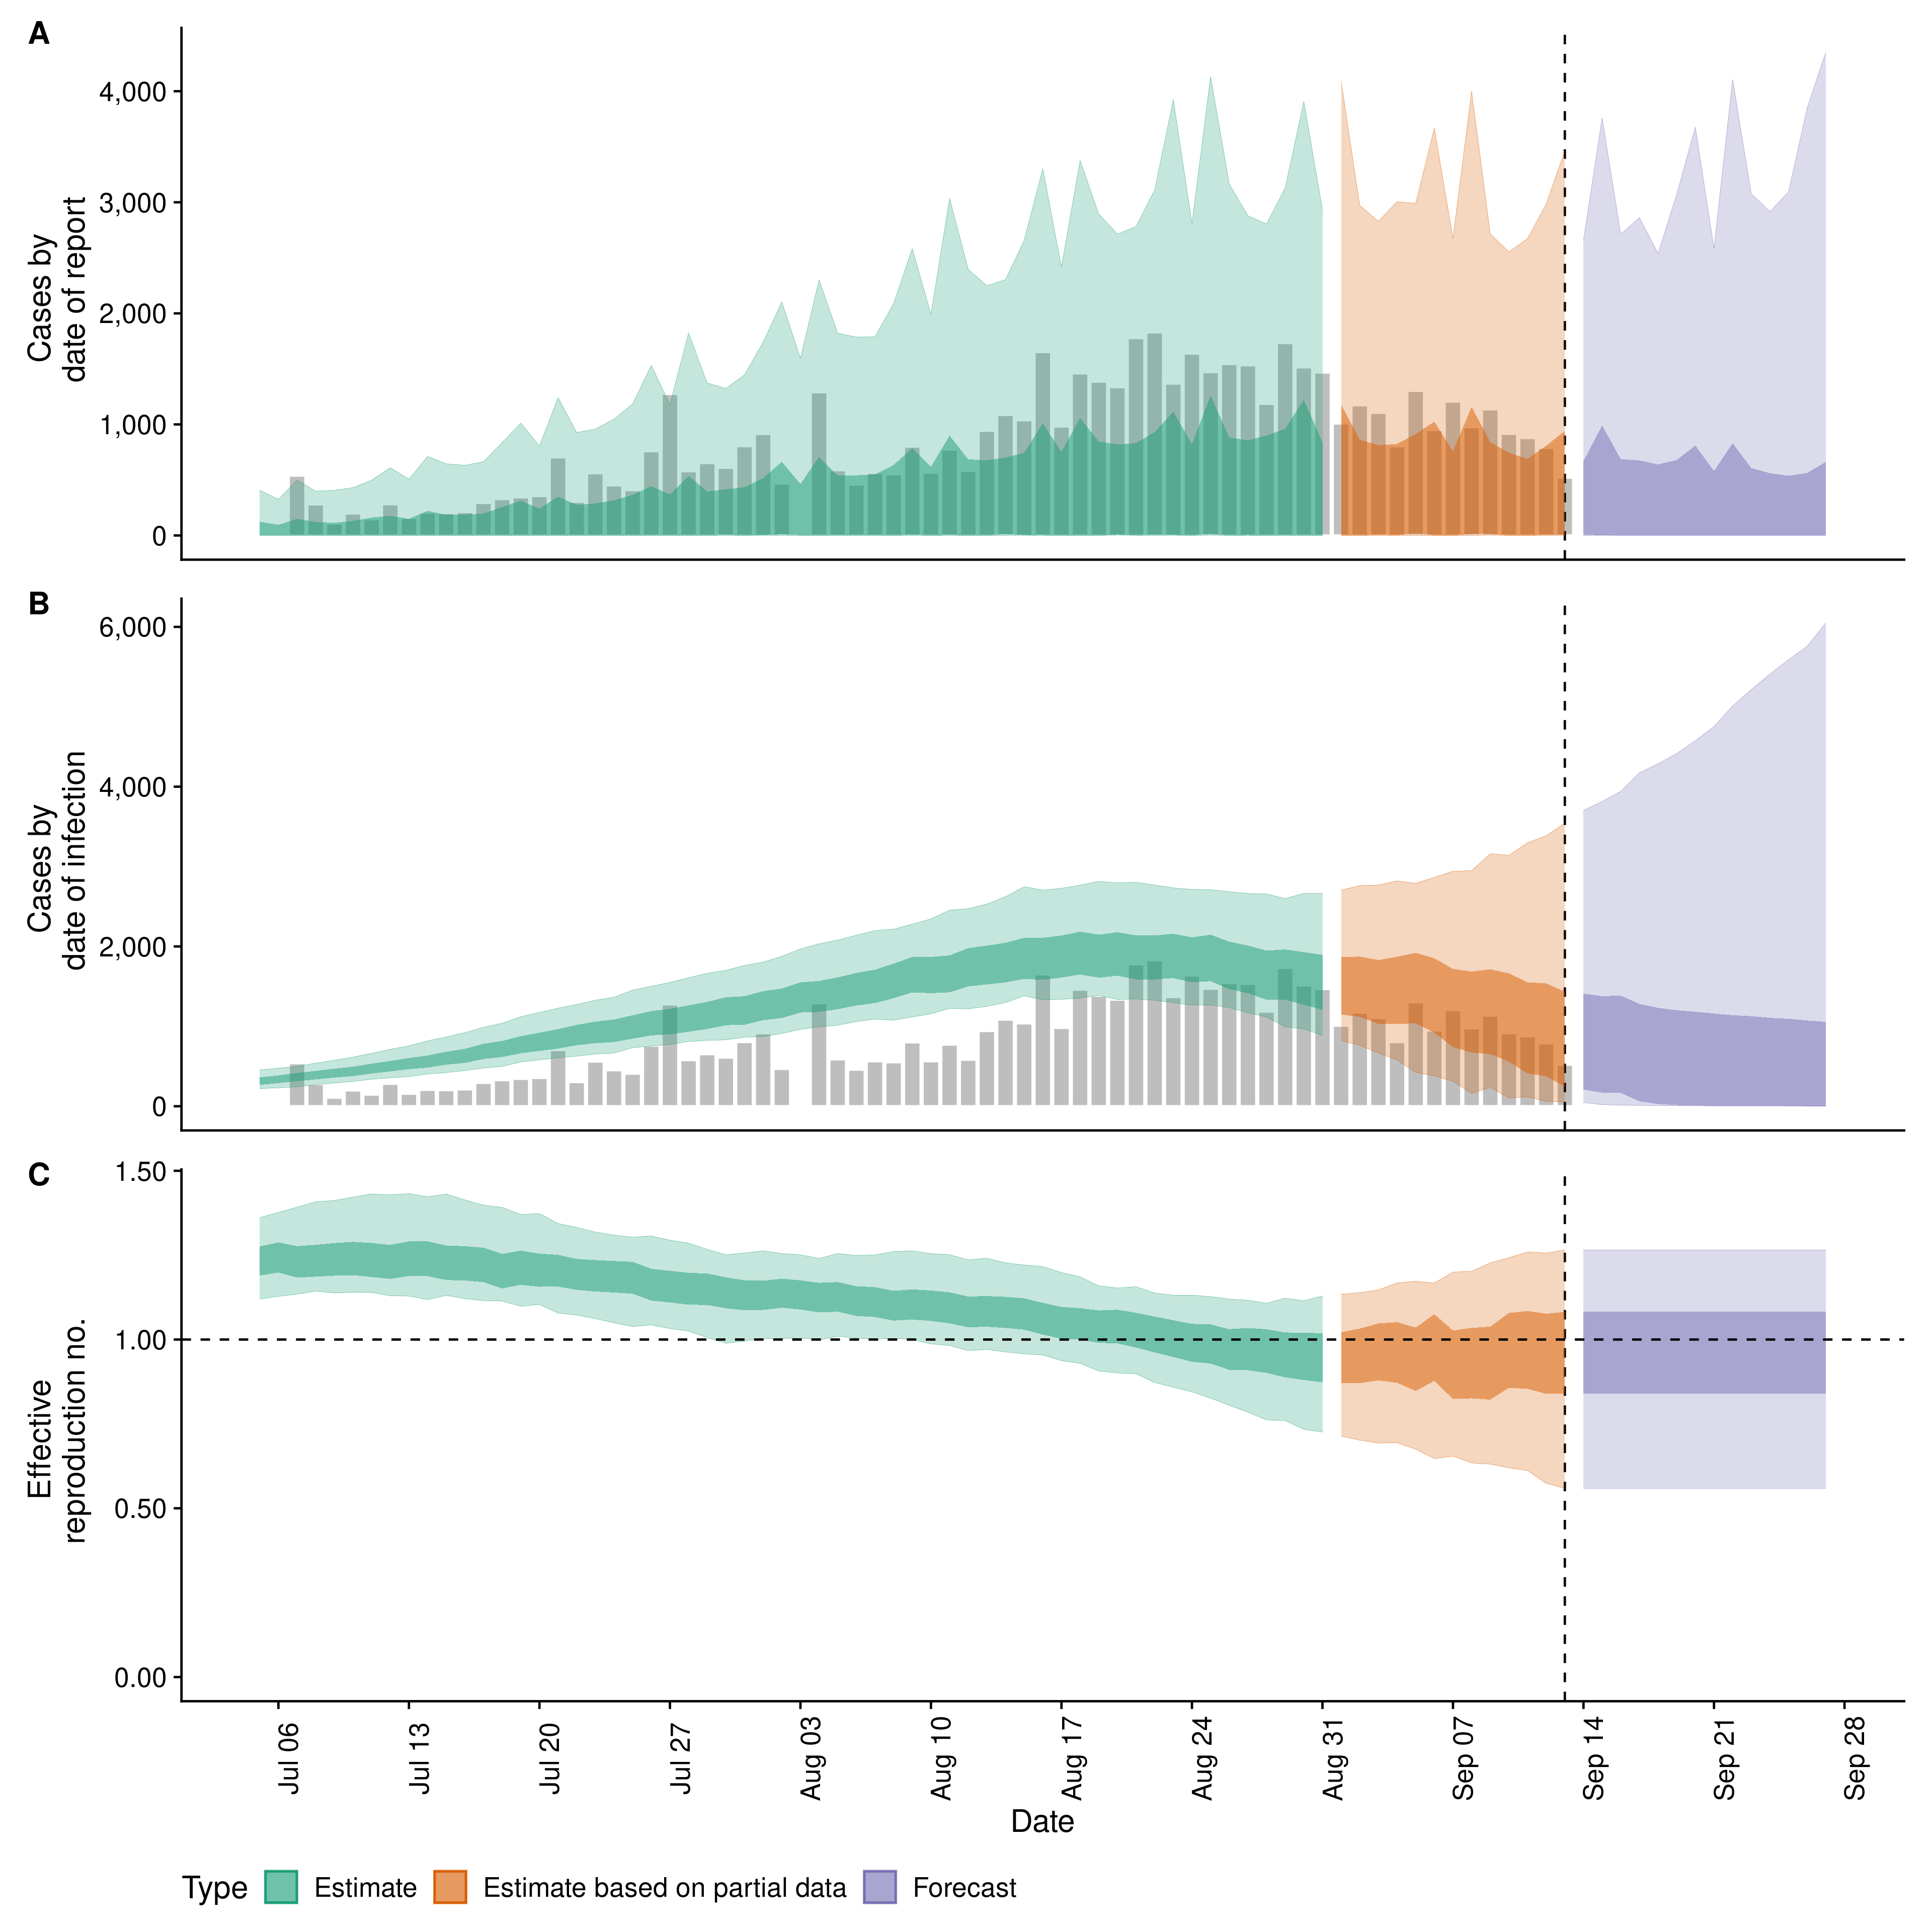 A
Cases by
date of report
4,000
3,000
2,000
1,000
0
B
Cases by
date of infection
6,000
4,000
2,000
0
C
Effective
reproduction no.
1.50
1.00
0.50
0.00
Jul 06
Jul 13
Jul 20
Jul 27
Aug 03
Aug 10
Aug 17
Aug 24
Aug 31
Sep 07
Sep 14
Sep 21
Sep 28
Date
Type Estimate Estimate based on partial data Forecast